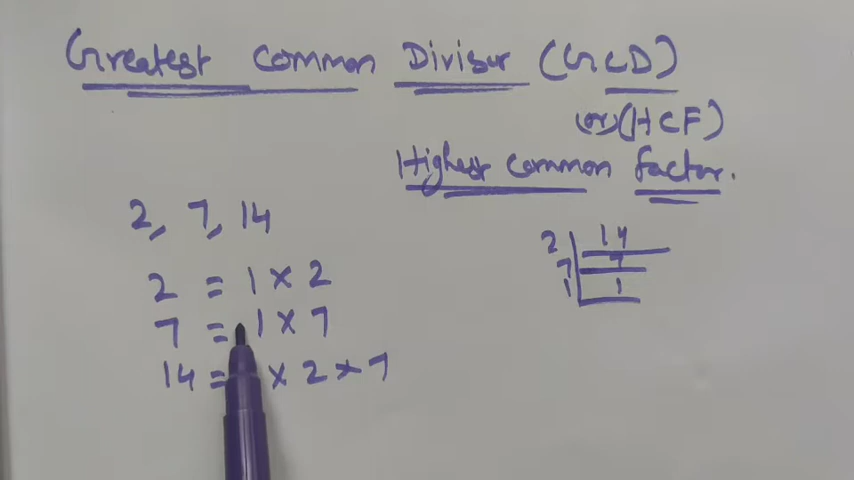 Greatest Common Divisor (GCD)
(or) (HCF)
Highest common factor.
2, 7, 14
2 = 1 × 2
7 = 1 × 7
14 = × 2 × 7
2 14
7 7
1 1